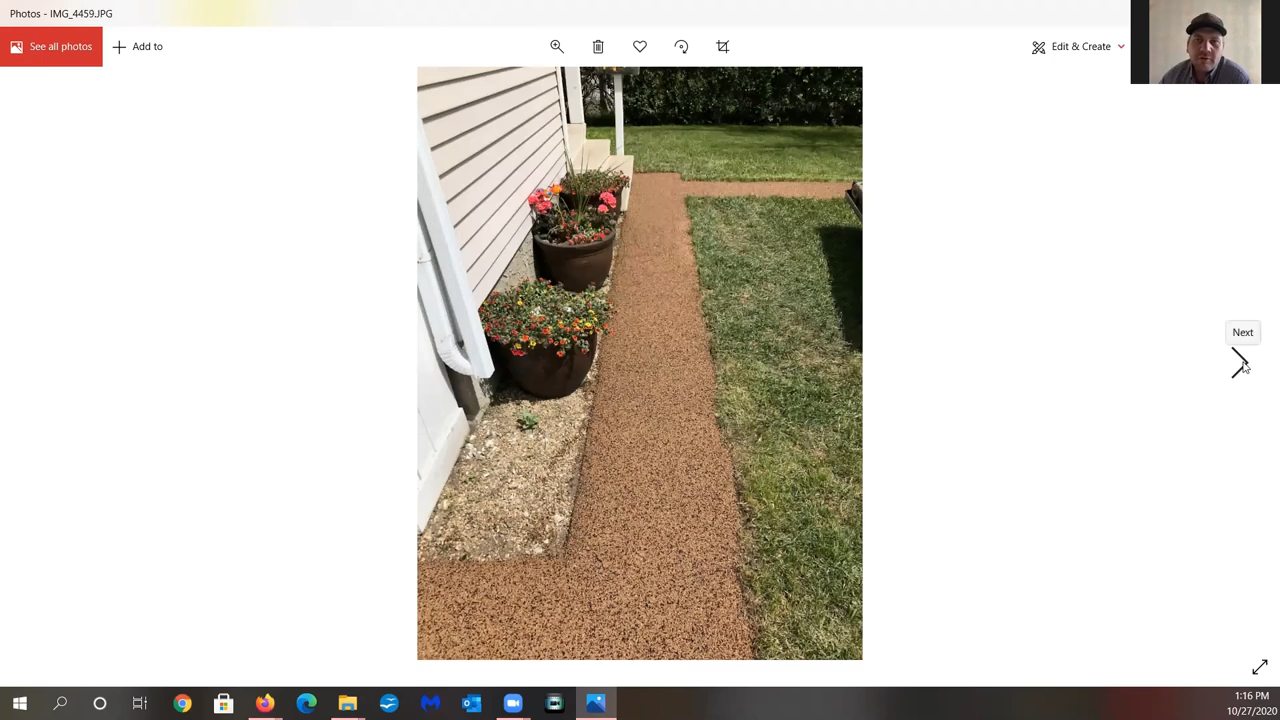 Photos - IMG_4459.JPG
See all photos
Add to
Edit & Create
Next
1:16 PM
10/27/2020